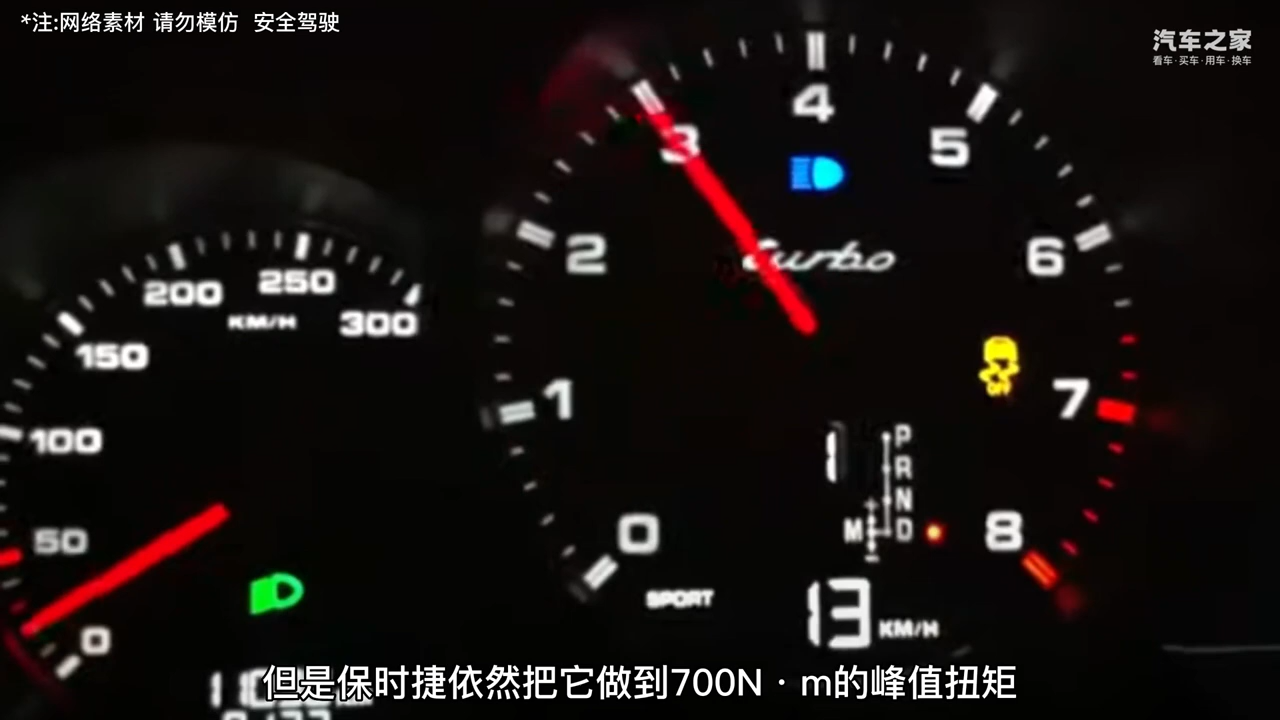 *注:网络素材 请勿模仿 安全驾驶
汽车之家
看车·买车·用车·换车
0
1
2
3
4
5
6
7
8
turbo
0
50
100
150
200
250
300
KM/H
1
P
R
N
D
M
+
-
OFF
SPORT
13 KM/H
但是保时捷依然把它做到700N·m的峰值扭矩